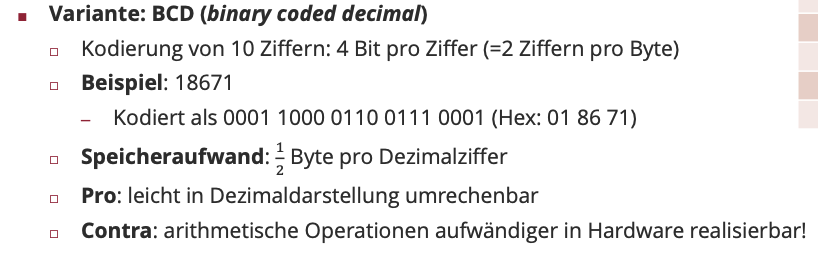 Variante: BCD (binary coded decimal)
Kodierung von 10 Ziffern: 4 Bit pro Ziffer (=2 Ziffern pro Byte)
Beispiel: 18671
– Kodiert als 0001 1000 0110 0111 0001 (Hex: 01 86 71)
Speicheraufwand: 1/2 Byte pro Dezimalziffer
Pro: leicht in Dezimaldarstellung umrechenbar
Contra: arithmetische Operationen aufwändiger in Hardware realisierbar!